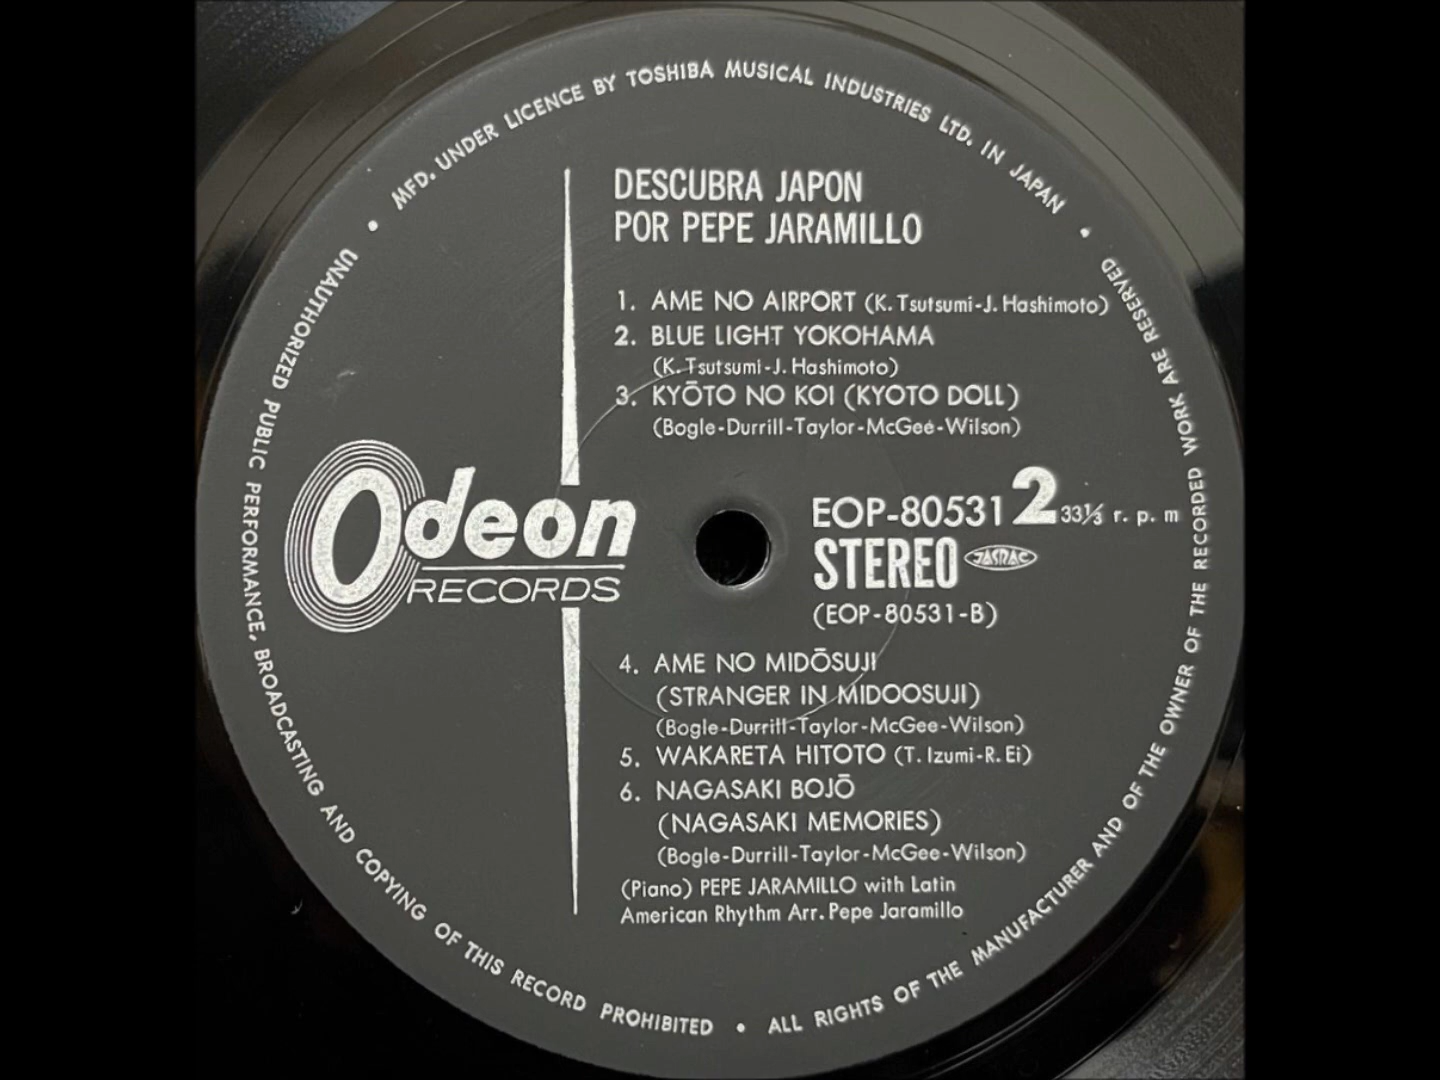 MFD. UNDER LICENCE BY TOSHIBA MUSICAL INDUSTRIES LTD. IN JAPAN •
DESCUBRA JAPON
POR PEPE JARAMILLO
1. AME NO AIRPORT (K. Tsutsumi-J. Hashimoto)
2. BLUE LIGHT YOKOHAMA
(K. Tsutsumi-J. Hashimoto)
3. KYŌTO NO KOI (KYOTO DOLL)
(Bogle-Durrill-Taylor-McGee-Wilson)
Odeon
RECORDS
EOP-80531 2 33⅓ r. p. m
STEREO JASRAC
(EOP-80531-B)
4. AME NO MIDŌSUJI
(STRANGER IN MIDOOSUJI)
(Bogle-Durrill-Taylor-McGee-Wilson)
5. WAKARETA HITOTO (T. Izumi-R. Ei)
6. NAGASAKI BOJŌ
(NAGASAKI MEMORIES)
(Bogle-Durrill-Taylor-McGee-Wilson)
(Piano) PEPE JARAMILLO with Latin
American Rhythm Arr. Pepe Jaramillo
UNAUTHORIZED PUBLIC PERFORMANCE, BROADCASTING AND COPYING OF THIS RECORD PROHIBITED •
ALL RIGHTS OF THE MANUFACTURER AND OF THE OWNER OF THE RECORDED WORK ARE RESERVED •